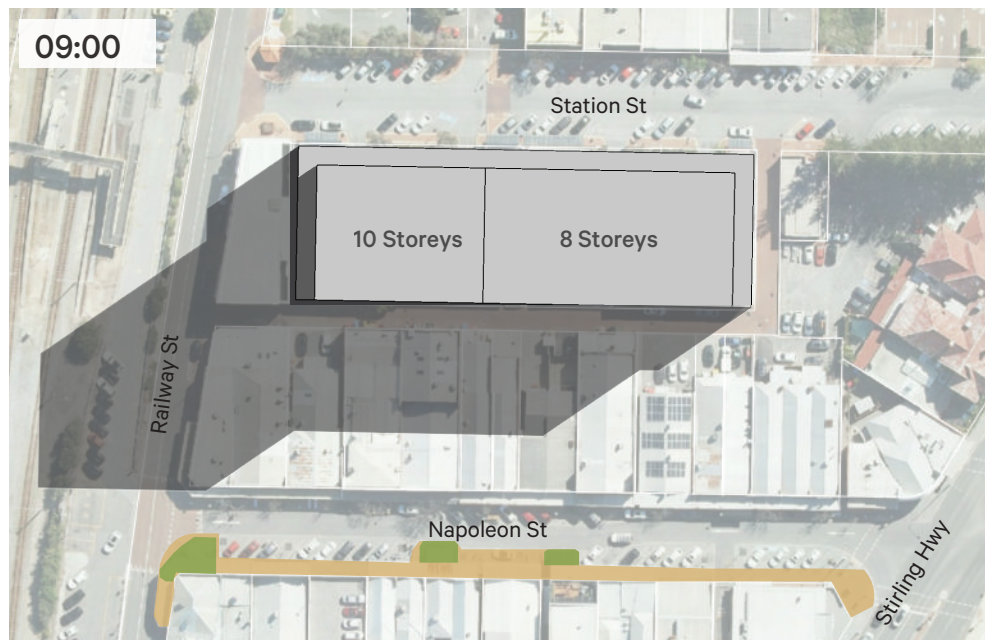 09:00
Station St
10 Storeys
8 Storeys
Railway St
Napoleon St
Stirling Hwy